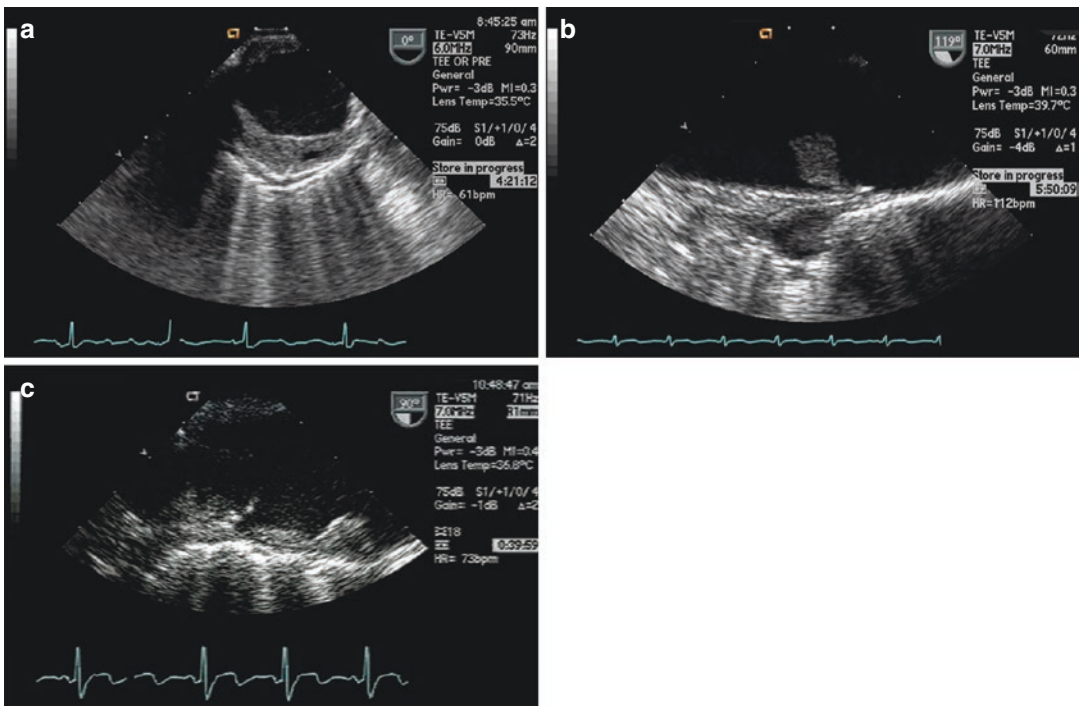 a
8:45:25 am
0°
TE-V5M 73Hz
6.0MHz 90mm
TEE OR PRE
General
Pwr= -3dB MI=0.3
Lens Temp=35.5°C
75dB S1/+1/0/4
Gain= 0dB Δ=2
Store in progress
4:21:12
HR= 61bpm
b
119°
TE-V5M 72Hz
7.0MHz 60mm
TEE
General
Pwr= -3dB MI=0.3
Lens Temp=39.7°C
75dB S1/+1/0/4
Gain= -4dB Δ=1
Store in progress
5:50:09
HR=112bpm
c
10:48:47 am
90°
TE-V5M 71Hz
7.0MHz
TEE
General
Pwr= -3dB MI=0.4
Lens Temp=36.8°C
75dB S1/+1/0/4
Gain= -1dB Δ=2
0:39:59
HR= 73bpm